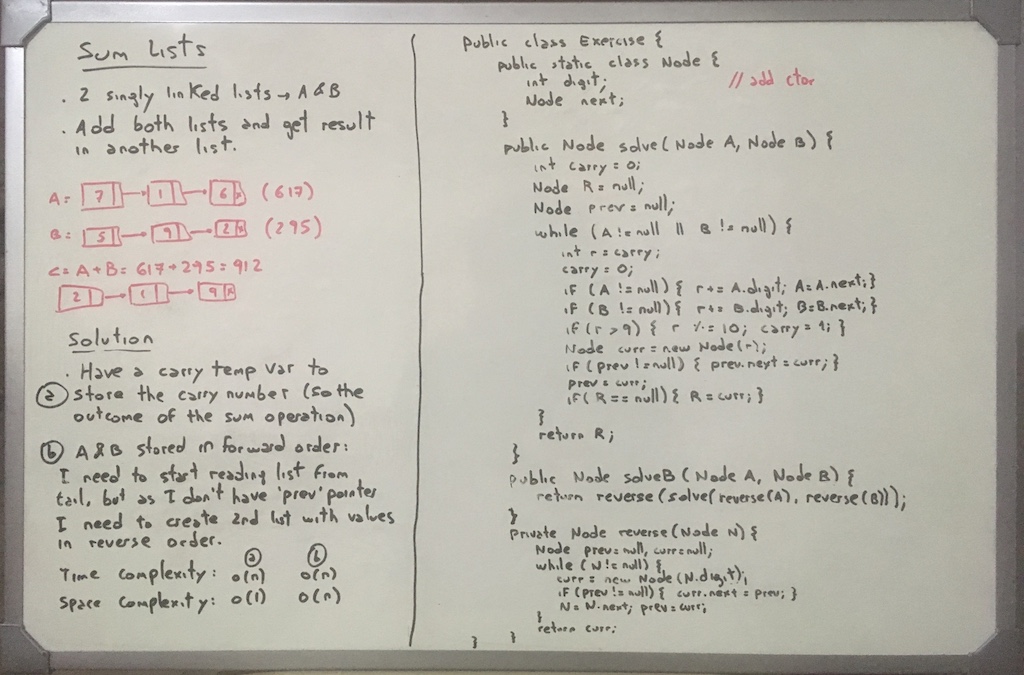 Sum Lists
. 2 singly linked lists → A & B
. Add both lists and get result
in another list.
A= 7 → 1 → 6 (617)
B= 5 → 9 → 2 (295)
C= A+B= 617+295=912
2 → 1 → 9
Solution
. Have a carry temp var to
a store the carry number (so the
outcome of the sum operation)
b A & B stored in forward order:
I need to start reading list from
tail, but as I don't have 'prev' pointer
I need to create 2nd list with values
in reverse order.
a b
Time complexity: o(n) o(n)
Space complexity: o(1) o(n)
Public class Exercise {
public static class Node {
int digit; // add ctor
Node next;
}
public Node solve( Node A, Node B) {
int carry = 0;
Node R = null;
Node prev = null;
while (A != null || B != null) {
int r = carry;
carry = 0;
if (A != null) { r += A.digit; A=A.next;}
if (B != null) { r += B.digit; B=B.next;}
if (r > 9) { r %= 10; carry = 1; }
Node curr = new Node(r);
if (prev != null) { prev.next = curr; }
prev = curr;
if( R == null) { R = curr; }
}
return R;
}
public Node solveB (Node A, Node B) {
return reverse(solve(reverse(A), reverse(B)));
}
Private Node reverse(Node N) {
Node prev = null, curr = null;
while (N != null) {
curr = new Node (N.digit);
if (prev != null) { curr.next = prev; }
N = N.next; prev = curr;
}
return curr;
} }